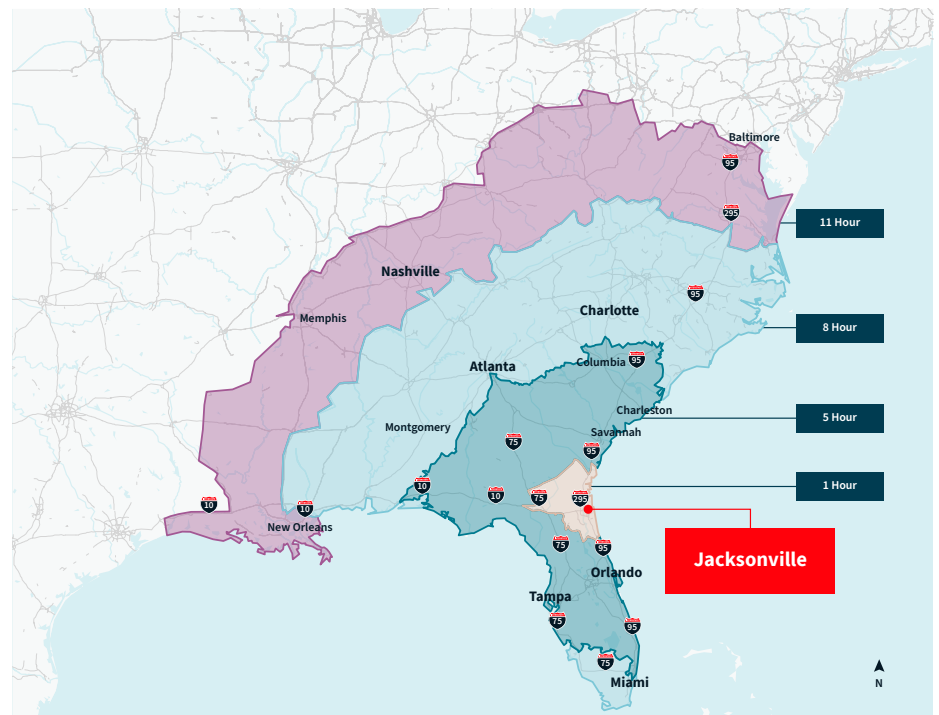 Baltimore
95
295
11 Hour
Nashville
95
Charlotte
Memphis
8 Hour
Columbia
95
Atlanta
Charleston
5 Hour
Montgomery
Savannah
75
95
10
10
75
295
1 Hour
10
10
New Orleans
75
95
Jacksonville
Orlando
Tampa
75
95
75
Miami
N